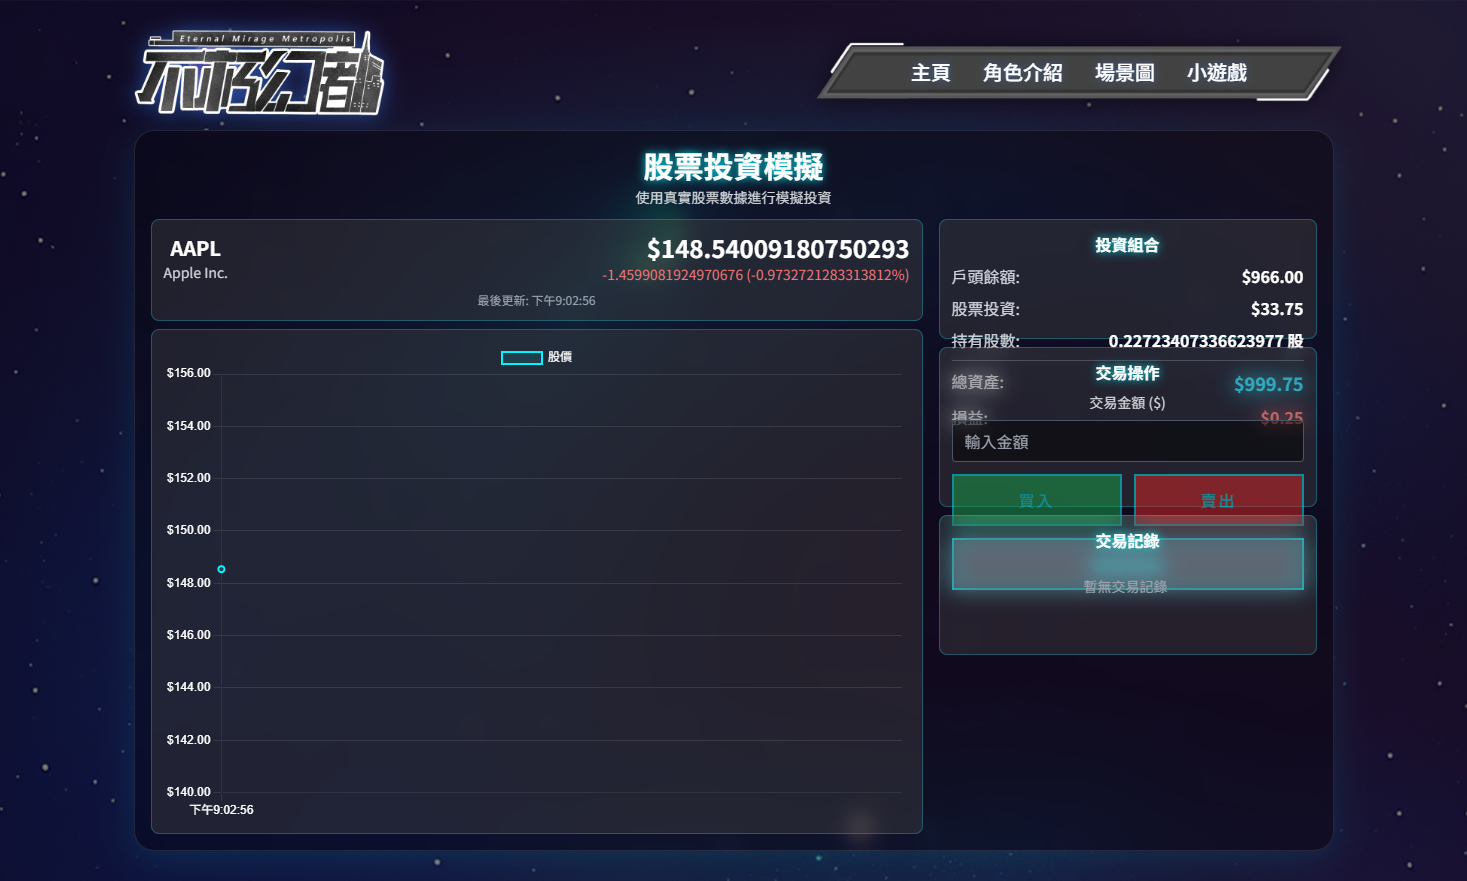 Eternal Mirage Metropolis
不朽幻都
主頁 角色介紹 場景圖 小遊戲
股票投資模擬
使用真實股票數據進行模擬投資
AAPL
$148.54009180750293
Apple Inc.
-1.4599081924970676 (-0.9732721283313812%)
最後更新: 下午9:02:56
股價
$156.00
$154.00
$152.00
$150.00
$148.00
$146.00
$144.00
$142.00
$140.00
下午9:02:56
投資組合
戶頭餘額: $966.00
股票投資: $33.75
持有股數: 0.22723407336623977 股
總資產: $999.75
損益: $0.25
交易操作
交易金額 ($)
輸入金額
買入 賣出
交易記錄
暫無交易記錄